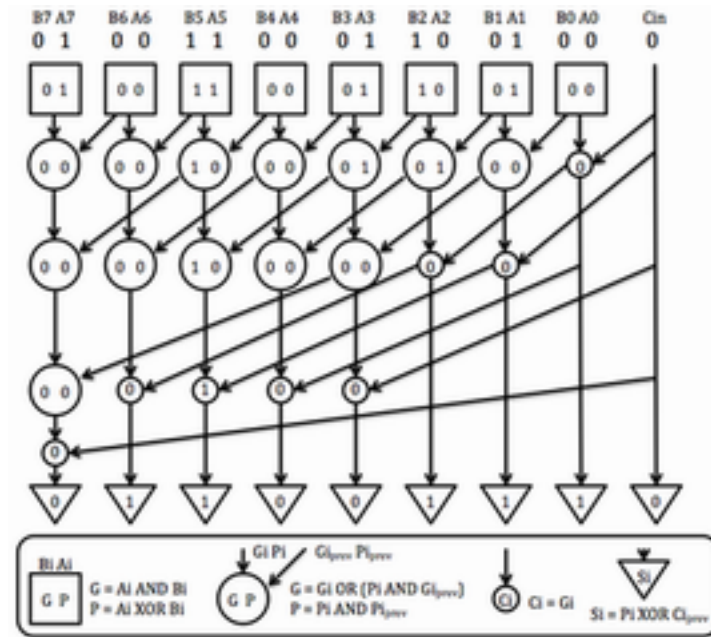 B7 A7 B6 A6 B5 A5 B4 A4 B3 A3 B2 A2 B1 A1 B0 A0 Cin
0 1 0 0 1 1 0 0 0 1 1 0 0 1 0 0 0
0 1 0 0 1 1 0 0 0 1 1 0 0 1 0 0
0 0 0 0 1 0 0 0 0 1 0 1 0 0 0
0 0 0 0 1 0 0 0 0 0 0 0
0 0 0 1 0 0
0
0 1 1 0 0 1 1 1 0
Gi Pi Giprev Piprev
Bi Ai
G P G = Ai AND Bi
P = Ai XOR Bi
G P G = Gi OR (Pi AND Giprev)
P = Pi AND Piprev
Ci Ci = Gi
Si
Si = Pi XOR Ciprev